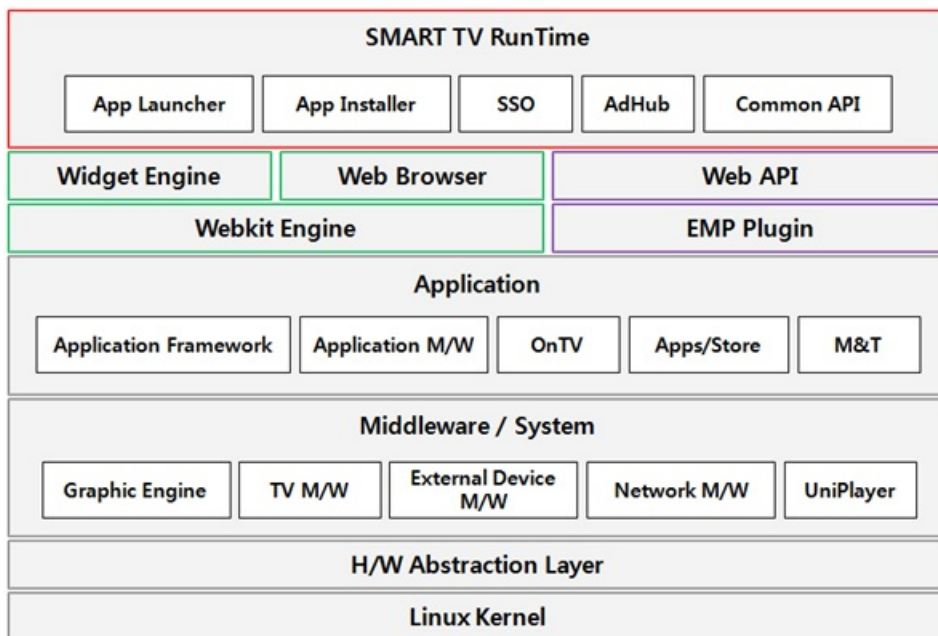 SMART TV RunTime
App Launcher
App Installer
SSO
AdHub
Common API
Widget Engine
Web Browser
Web API
Webkit Engine
EMP Plugin
Application
Application Framework
Application M/W
OnTV
Apps/Store
M&T
Middleware / System
Graphic Engine
TV M/W
External Device
M/W
Network M/W
UniPlayer
H/W Abstraction Layer
Linux Kernel